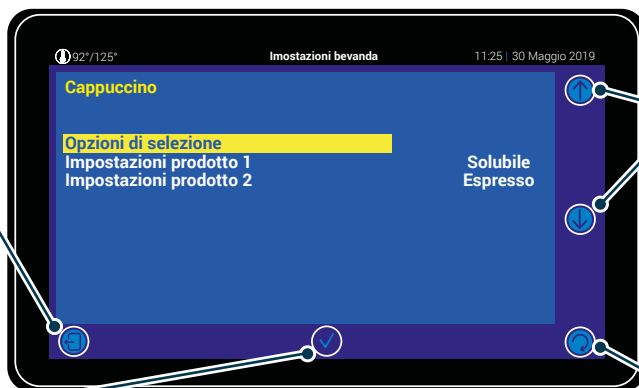 92°/125° Imostazioni bevanda 11:25 | 30 Maggio 2019
Cappuccino
Opzioni di selezione
Impostazioni prodotto 1 Solubile
Impostazioni prodotto 2 Espresso